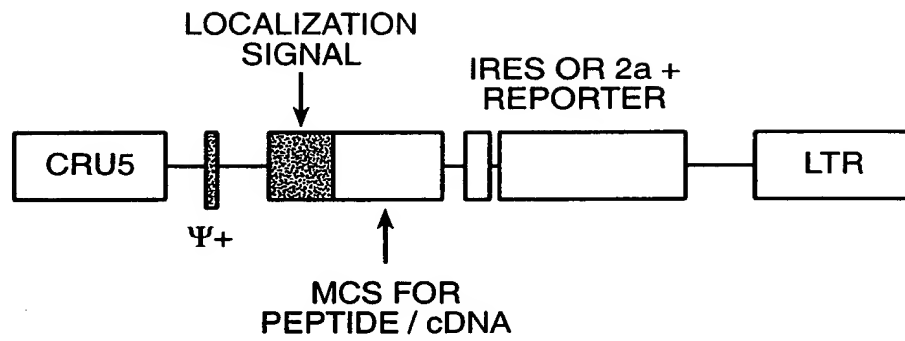 LOCALIZATION
SIGNAL
IRES OR 2a +
REPORTER
CRU5
LTR
Ψ+
MCS FOR
PEPTIDE / cDNA